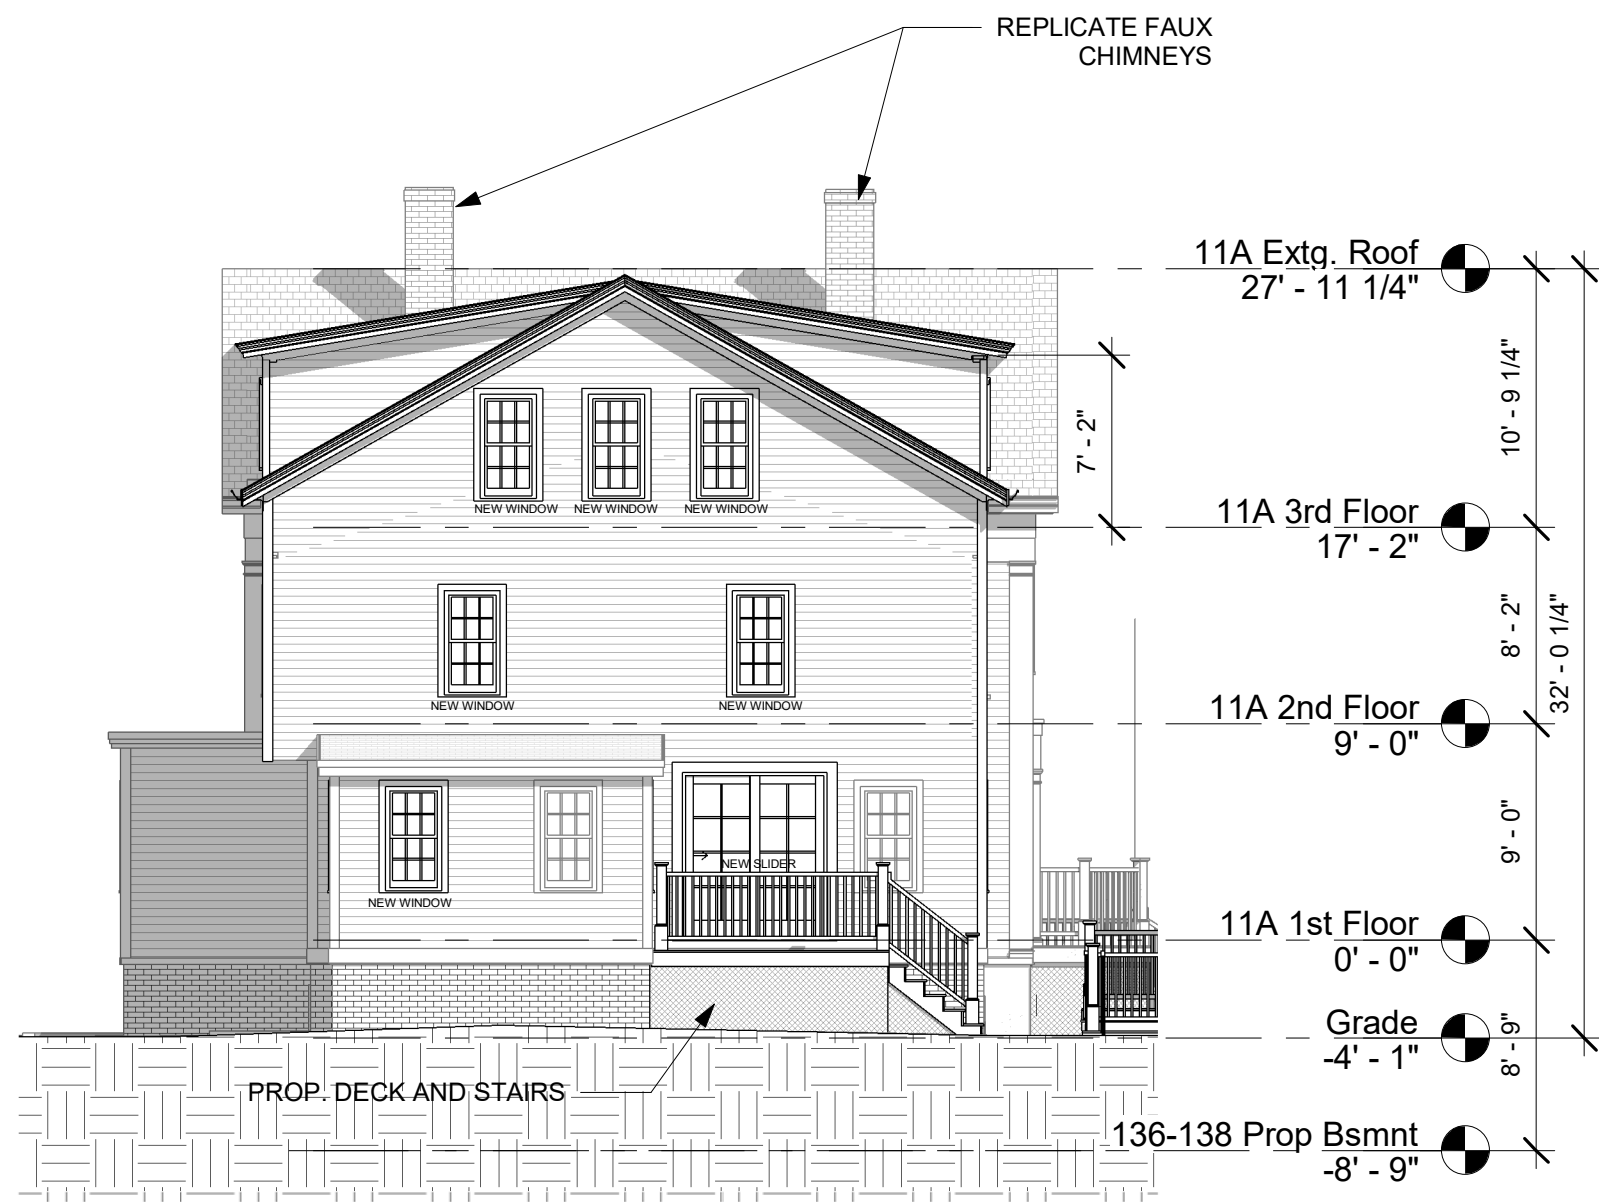 REPLICATE FAUX
CHIMNEYS
11A Extg. Roof
27' - 11 1/4"
10' - 9 1/4"
7' - 2"
NEW WINDOW
NEW WINDOW
NEW WINDOW
11A 3rd Floor
17' - 2"
8' - 2"
32' - 0 1/4"
NEW WINDOW
NEW WINDOW
11A 2nd Floor
9' - 0"
9' - 0"
NEW SLIDER
NEW WINDOW
11A 1st Floor
0' - 0"
Grade
-4' - 1"
8' - 9"
PROP. DECK AND STAIRS
136-138 Prop Bsmnt
-8' - 9"